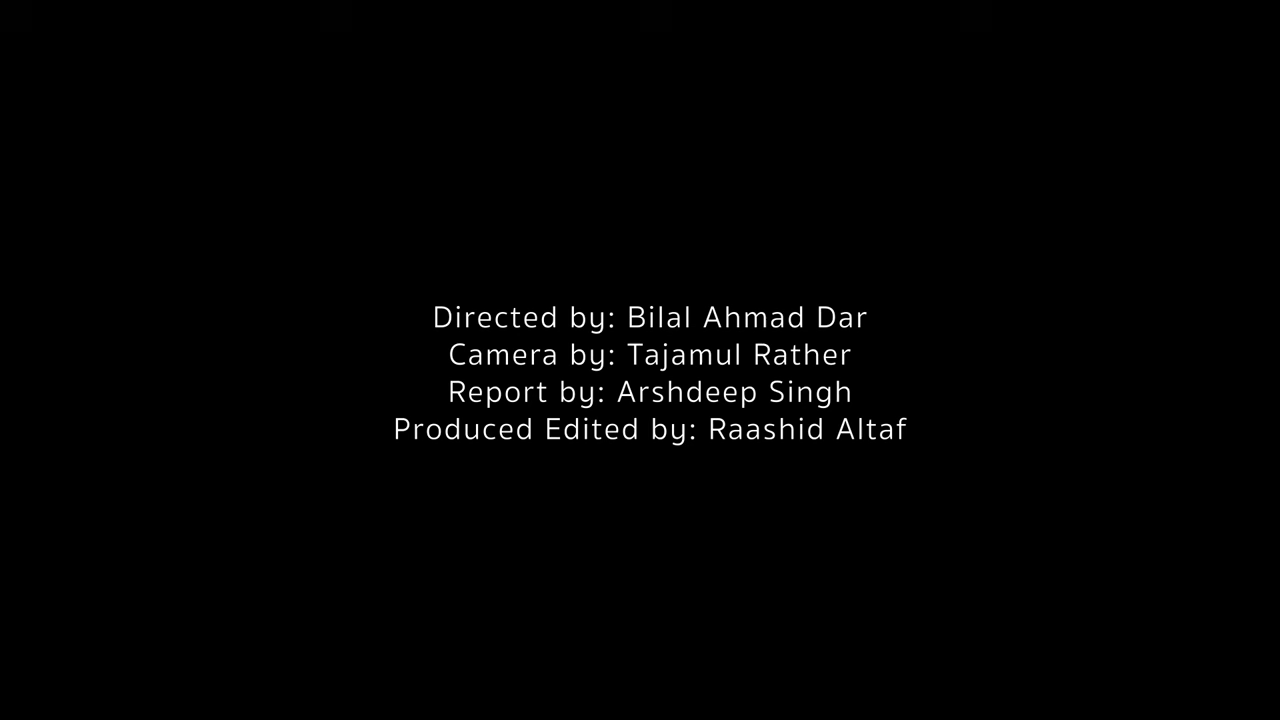 Directed by: Bilal Ahmad Dar
Camera by: Tajamul Rather
Report by: Arshdeep Singh
Produced Edited by: Raashid Altaf